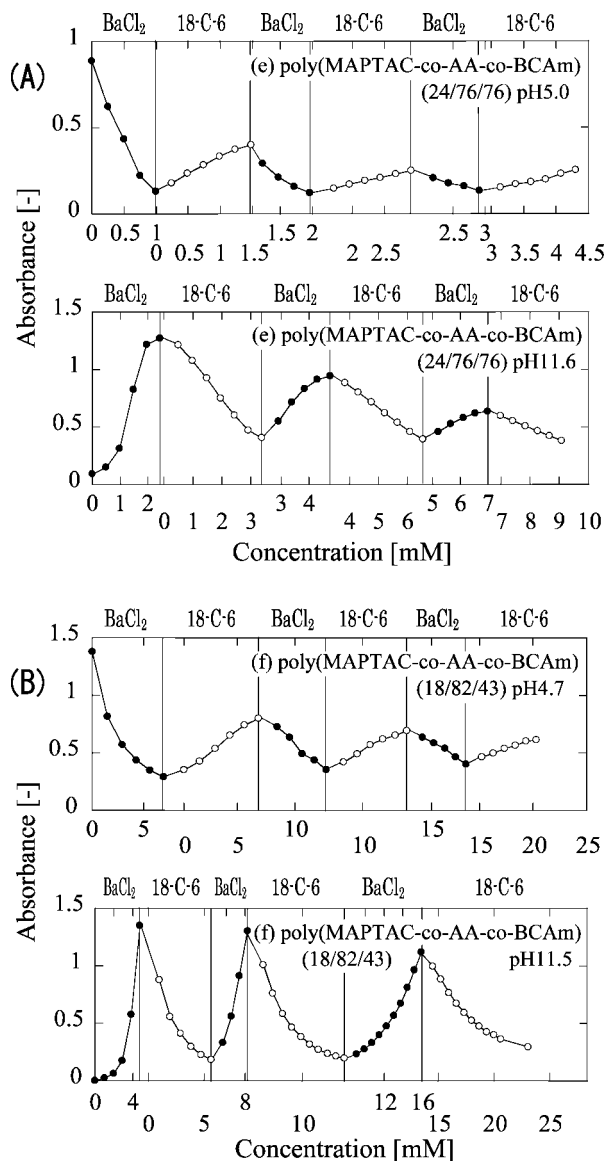 BaCl₂ 18-C-6 BaCl₂ 18-C-6 BaCl₂ 18-C-6
(A)
1
(e) poly(MAPTAC-co-AA-co-BCAm)
(24/76/76) pH5.0
0.5
0
0 0.5 1 1.5 2 2.5 3
0 0.5 1 1.5 2 2.5 3 3.5 4 4.5
Absorbance [-]
BaCl₂ 18-C-6 BaCl₂ 18-C-6 BaCl₂ 18-C-6
1.5
(e) poly(MAPTAC-co-AA-co-BCAm)
(24/76/76) pH11.6
1
0.5
0
0 1 2 3 4 5 6 7
0 1 2 3 4 5 6 7 8 9 10
Concentration [mM]
BaCl₂ 18-C-6 BaCl₂ 18-C-6 BaCl₂ 18-C-6
(B)
1.5
(f) poly(MAPTAC-co-AA-co-BCAm)
(18/82/43) pH4.7
1
0.5
0
0 5 10 15
0 5 10 15 20 25
Absorbance [-]
BaCl₂ 18-C-6 BaCl₂ 18-C-6 BaCl₂ 18-C-6
1.5
(f) poly(MAPTAC-co-AA-co-BCAm)
(18/82/43) pH11.5
1
0.5
0
0 4 8 12 16
0 5 10 15 20 25
Concentration [mM]